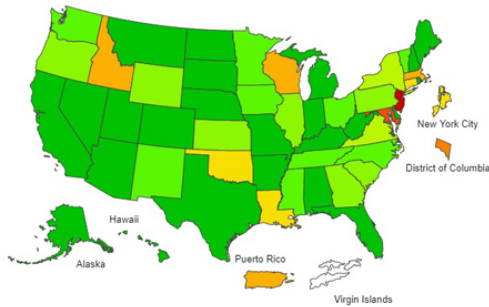 New York City
District of Columbia
Hawaii
Alaska
Puerto Rico
Virgin Islands